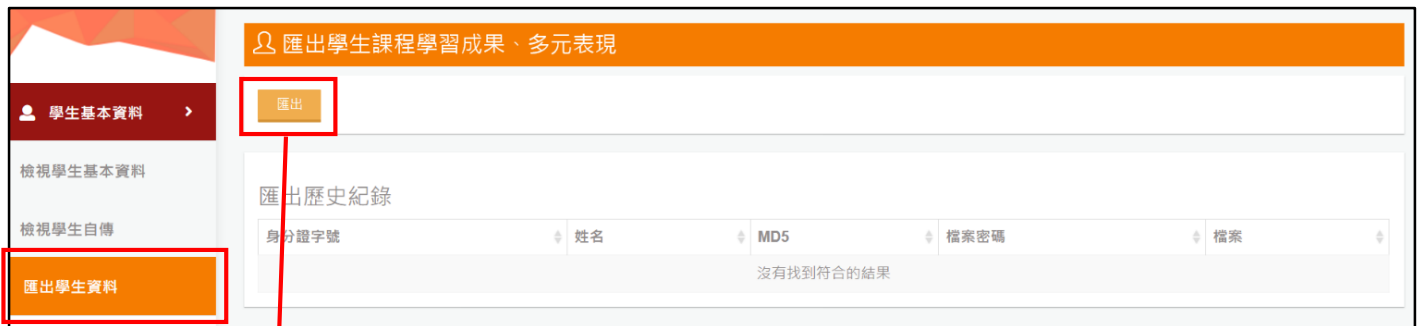 匯出學生課程學習成果、多元表現
匯出
學生基本資料
檢視學生基本資料
檢視學生自傳
匯出學生資料
匯出歷史紀錄
身分證字號 姓名 MD5 檔案密碼 檔案
沒有找到符合的結果